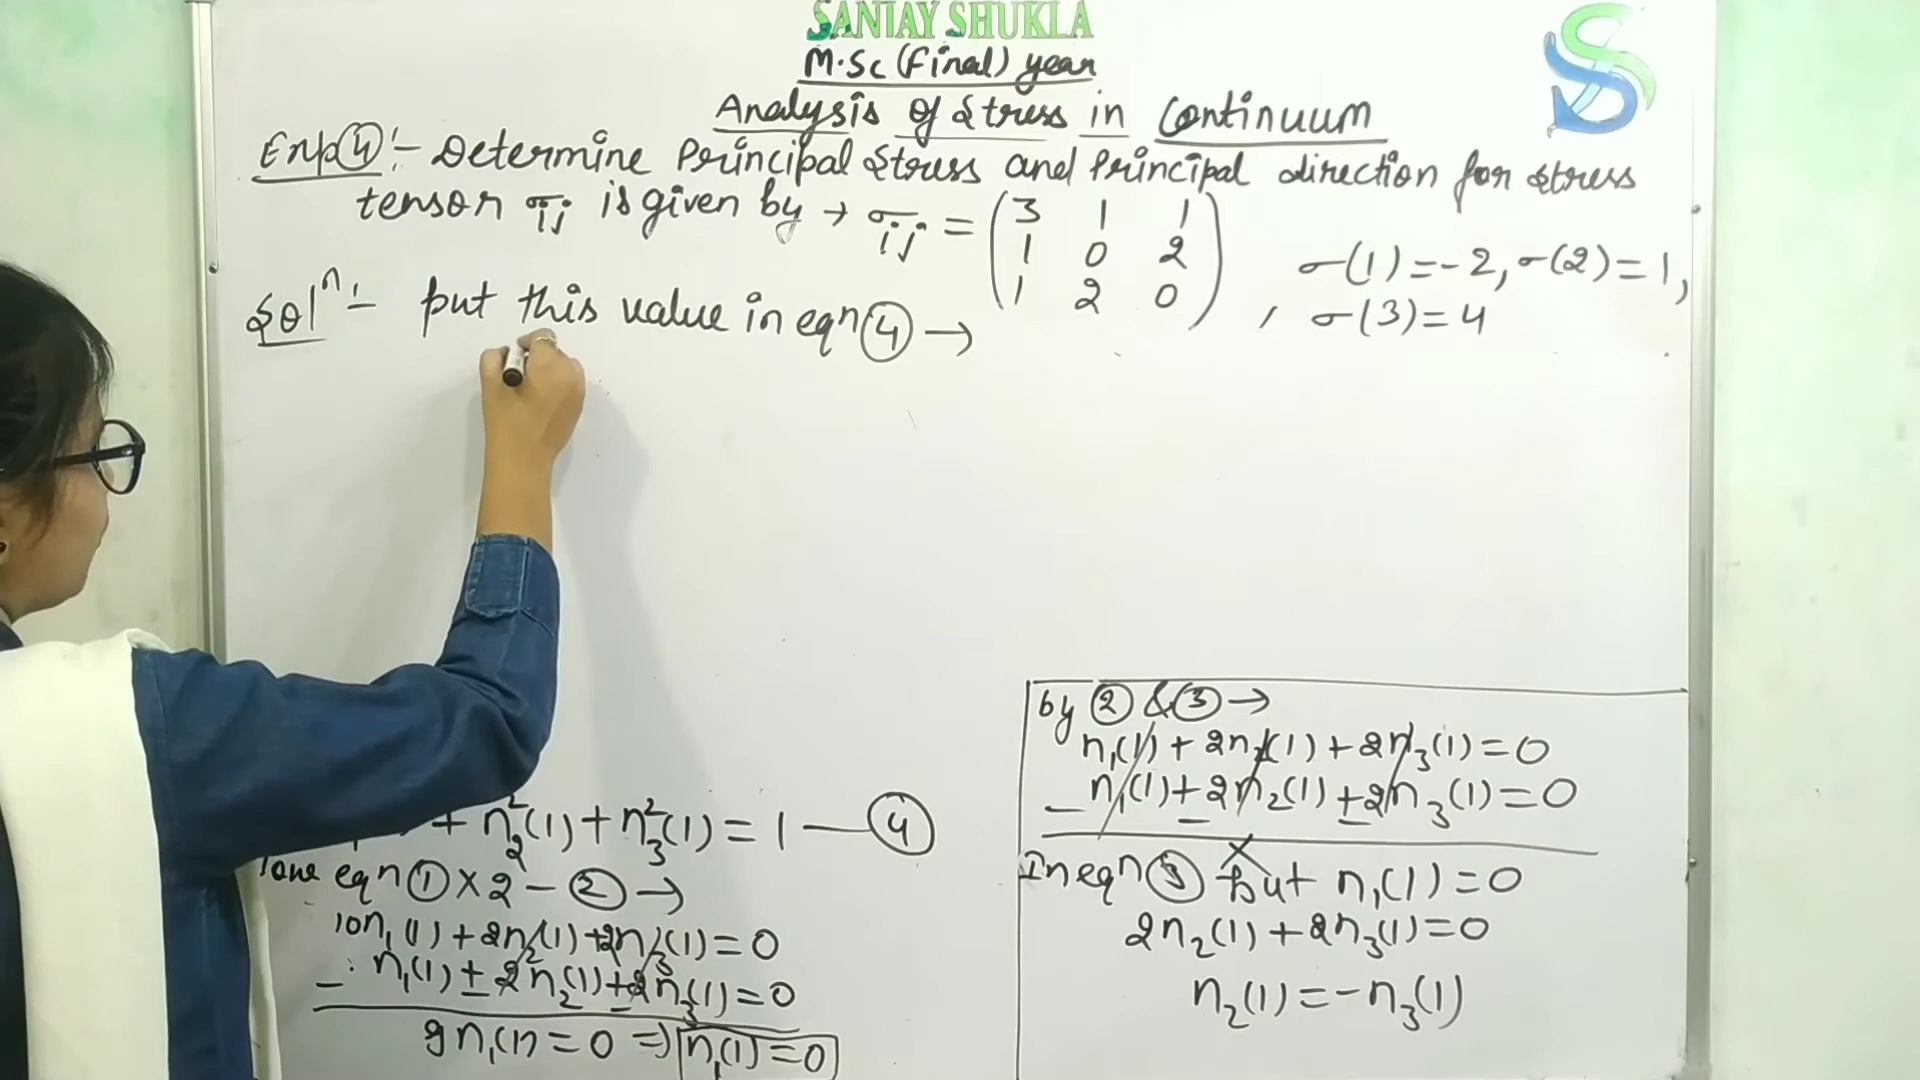 SANJAY SHUKLA
M.Sc (Final) year
Analysis of Stress in Continuum
Exp ④ :- Determine Principal Stress and Principal direction for stress
tensor σij is given by → σij = (3 1 1
1 0 2
1 2 0) , σ(1) = -2, σ(2) = 1,
σ(3) = 4
Solⁿ :- put this value in eqn ④ →
+ n₂²(1) + n₃²(1) = 1 — ④
eqn ① × 2 - ② →
10n₁(1) + 2n₂(1) + 2n₃(1) = 0
- n₁(1) ± 2n₂(1) ± 2n₃(1) = 0
9n₁(1) = 0 ⇒ n₁(1) = 0
by ② & ③ →
n₁(1) + 2n₂(1) + 2n₃(1) = 0
- n₁(1) ± 2n₂(1) ± 2n₃(1) = 0
×
In eqn ③ put n₁(1) = 0
2n₂(1) + 2n₃(1) = 0
n₂(1) = -n₃(1)